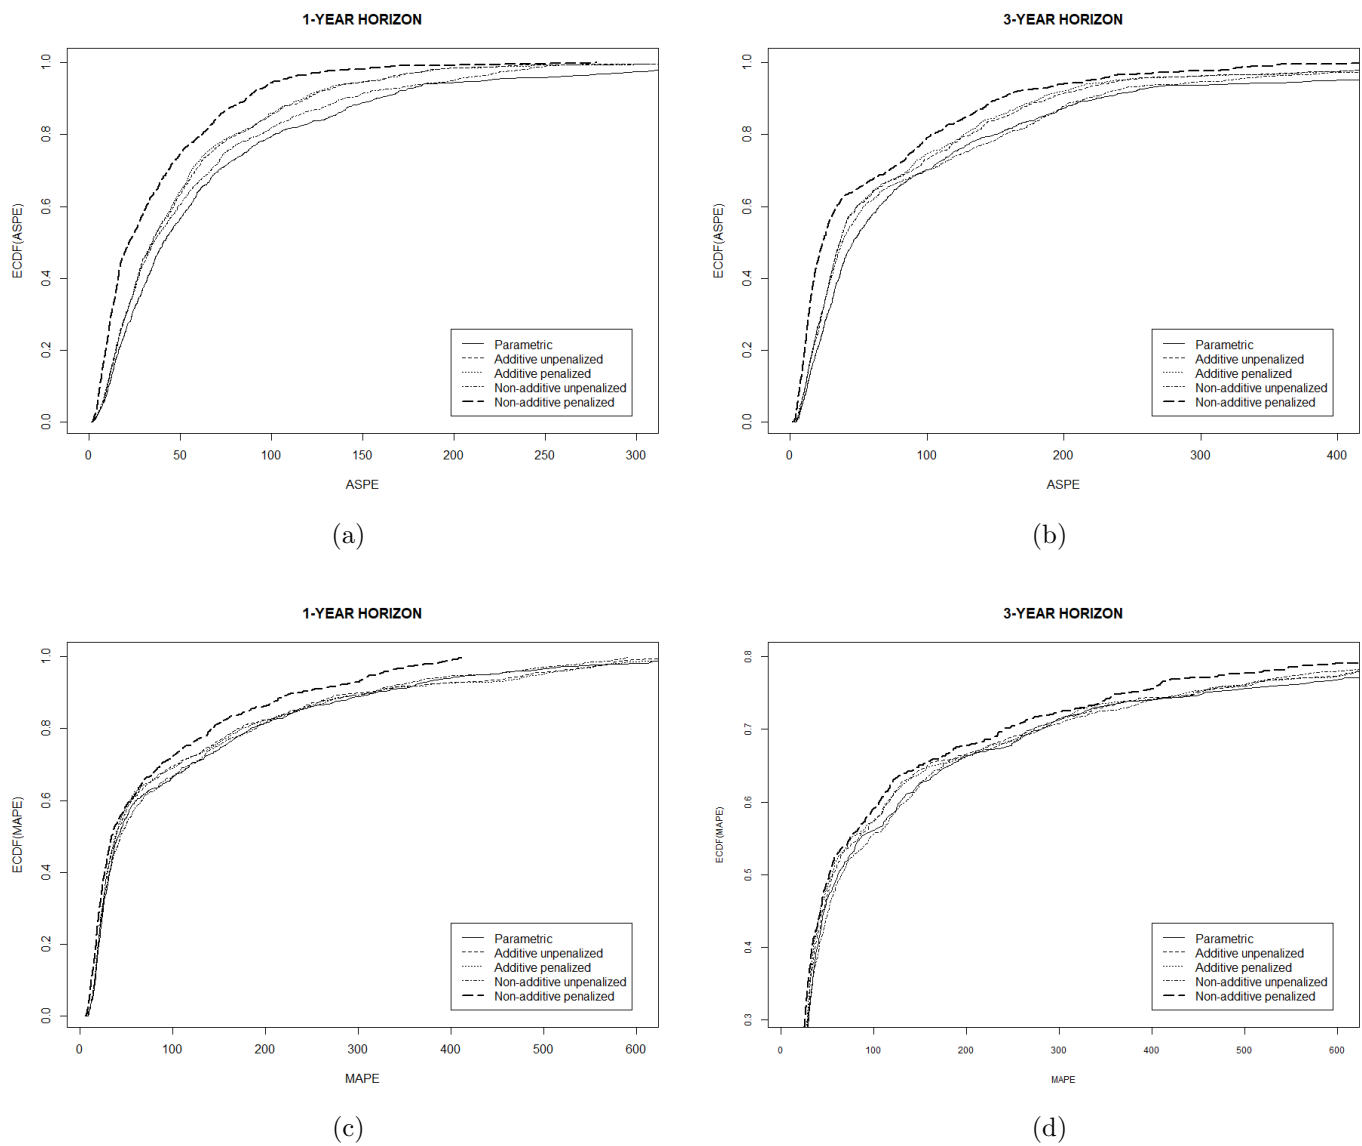 1-YEAR HORIZON
ECDF(ASPE)
1.0
0.8
0.6
0.4
0.2
0.0
Parametric
Additive unpenalized
Additive penalized
Non-additive unpenalized
Non-additive penalized
0 50 100 150 200 250 300
ASPE
(a)
3-YEAR HORIZON
ECDF(ASPE)
1.0
0.8
0.6
0.4
0.2
0.0
Parametric
Additive unpenalized
Additive penalized
Non-additive unpenalized
Non-additive penalized
0 100 200 300 400
ASPE
(b)
1-YEAR HORIZON
ECDF(MAPE)
1.0
0.8
0.6
0.4
0.2
0.0
Parametric
Additive unpenalized
Additive penalized
Non-additive unpenalized
Non-additive penalized
0 100 200 300 400 500 600
MAPE
(c)
3-YEAR HORIZON
ECDF(MAPE)
0.8
0.7
0.6
0.5
0.4
0.3
Parametric
Additive unpenalized
Additive penalized
Non-additive unpenalized
Non-additive penalized
0 100 200 300 400 500 600
MAPE
(d)